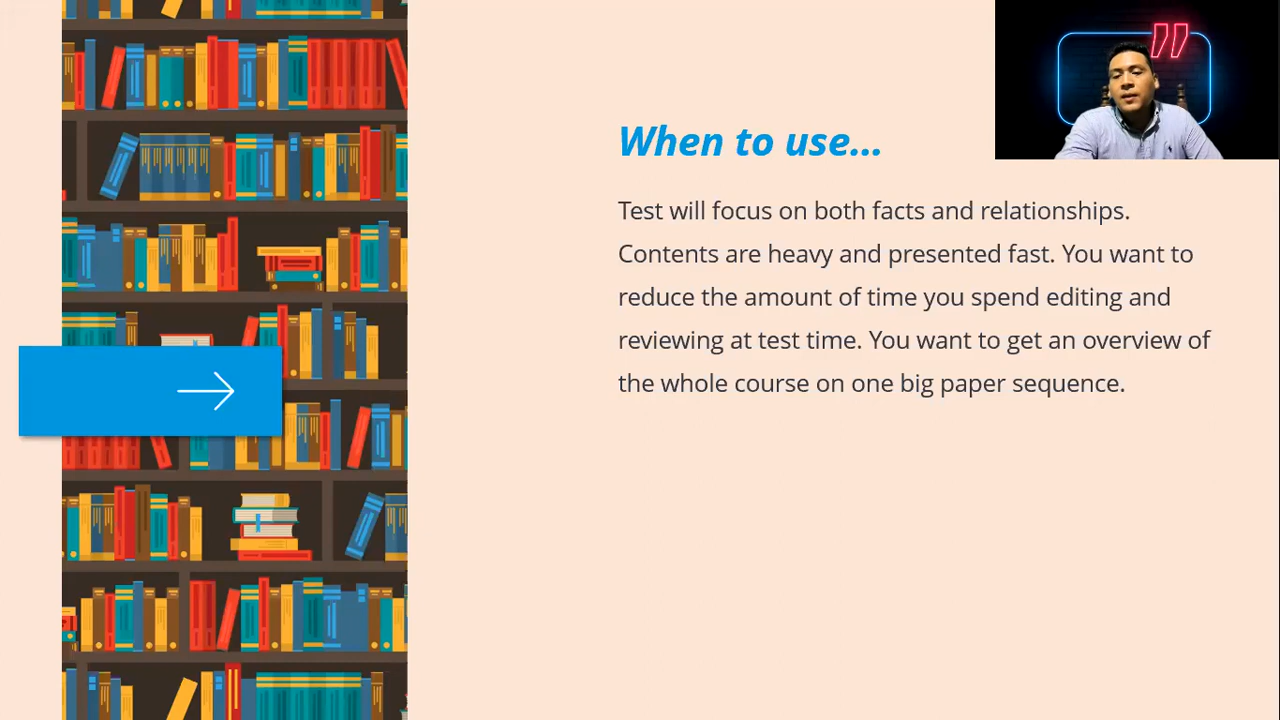 When to use...
Test will focus on both facts and relationships.
Contents are heavy and presented fast. You want to
reduce the amount of time you spend editing and
reviewing at test time. You want to get an overview of
the whole course on one big paper sequence.